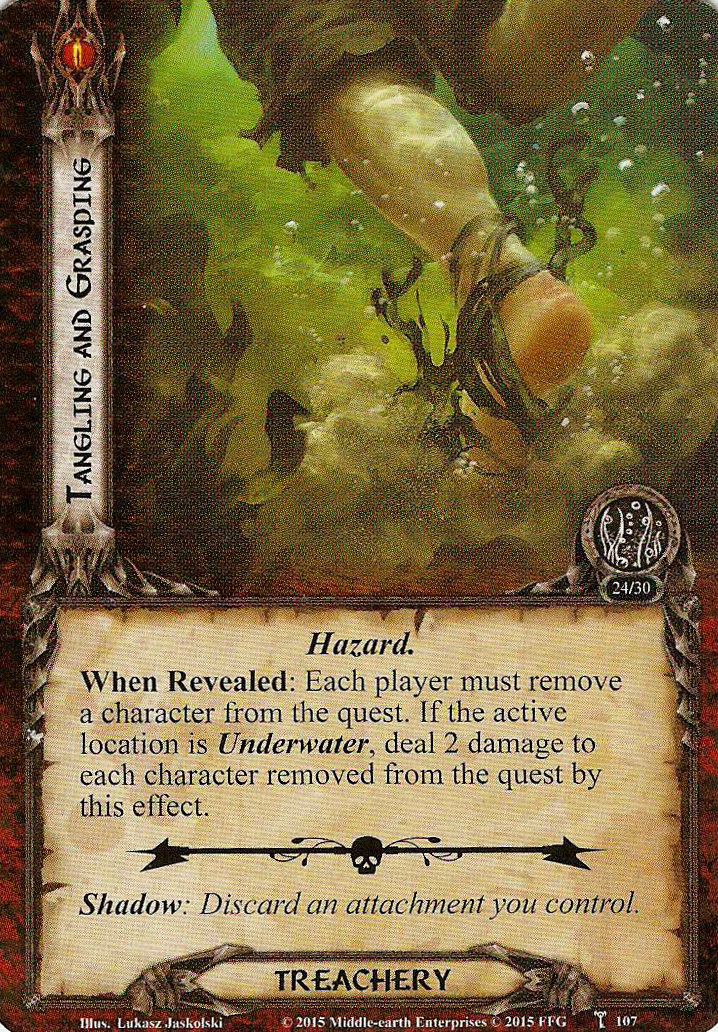 Tangling and Grasping
24/30
Hazard.
When Revealed: Each player must remove
a character from the quest. If the active
location is Underwater, deal 2 damage to
each character removed from the quest by
this effect.
Shadow: Discard an attachment you control.
TREACHERY
Illus. Lukasz Jaskolski © 2015 Middle-earth Enterprises © 2015 FFG 107